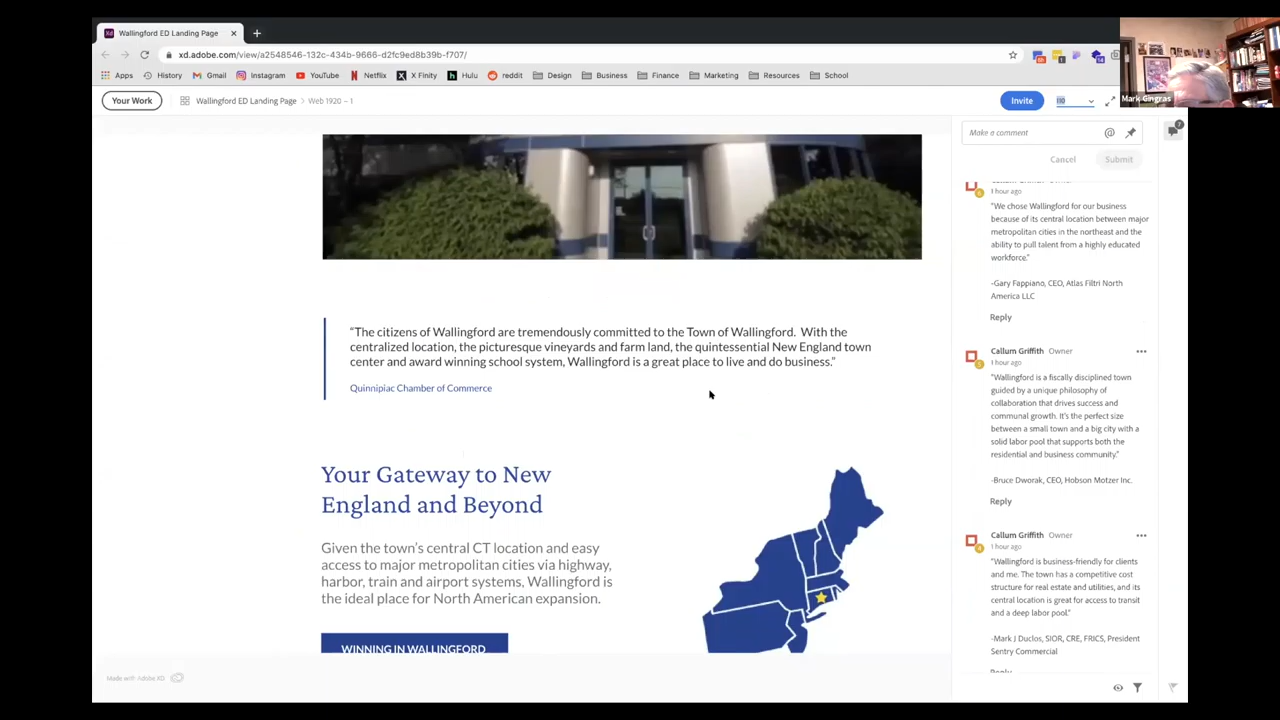 Wallingford ED Landing Page
xd.adobe.com/view/a2548546-132c-434b-9666-d2fc9ed8b39b-f707/
Apps History Gmail Instagram YouTube Netflix X Finity Hulu reddit Design Business Finance Marketing Resources School
Mark Gingras
Your Work Wallingford ED Landing Page > Web 1920 – 1 Invite 110
7
Make a comment @
Cancel Submit
"The citizens of Wallingford are tremendously committed to the Town of Wallingford. With the
centralized location, the picturesque vineyards and farm land, the quintessential New England town
center and award winning school system, Wallingford is a great place to live and do business."
Quinnipiac Chamber of Commerce
Your Gateway to New
England and Beyond
Given the town's central CT location and easy
access to major metropolitan cities via highway,
harbor, train and airport systems, Wallingford is
the ideal place for North American expansion.
WINNING IN WALLINGFORD
1 hour ago
"We chose Wallingford for our business
because of its central location between major
metropolitan cities in the northeast and the
ability to pull talent from a highly educated
workforce."
-Gary Fappiano, CEO, Atlas Filtri North
America LLC
Reply
Callum Griffith Owner
1 hour ago
"Wallingford is a fiscally disciplined town
guided by a unique philosophy of
collaboration that drives success and
communal growth. It's the perfect size
between a small town and a big city with a
solid labor pool that supports both the
residential and business community."
-Bruce Dworak, CEO, Hobson Motzer Inc.
Reply
Callum Griffith Owner
1 hour ago
"Wallingford is business-friendly for clients
and me. The town has a competitive cost
structure for real estate and utilities, and its
central location is great for access to transit
and a deep labor pool."
-Mark J Duclos, SIOR, CRE, FRICS, President
Sentry Commercial
Reply
Made with Adobe XD